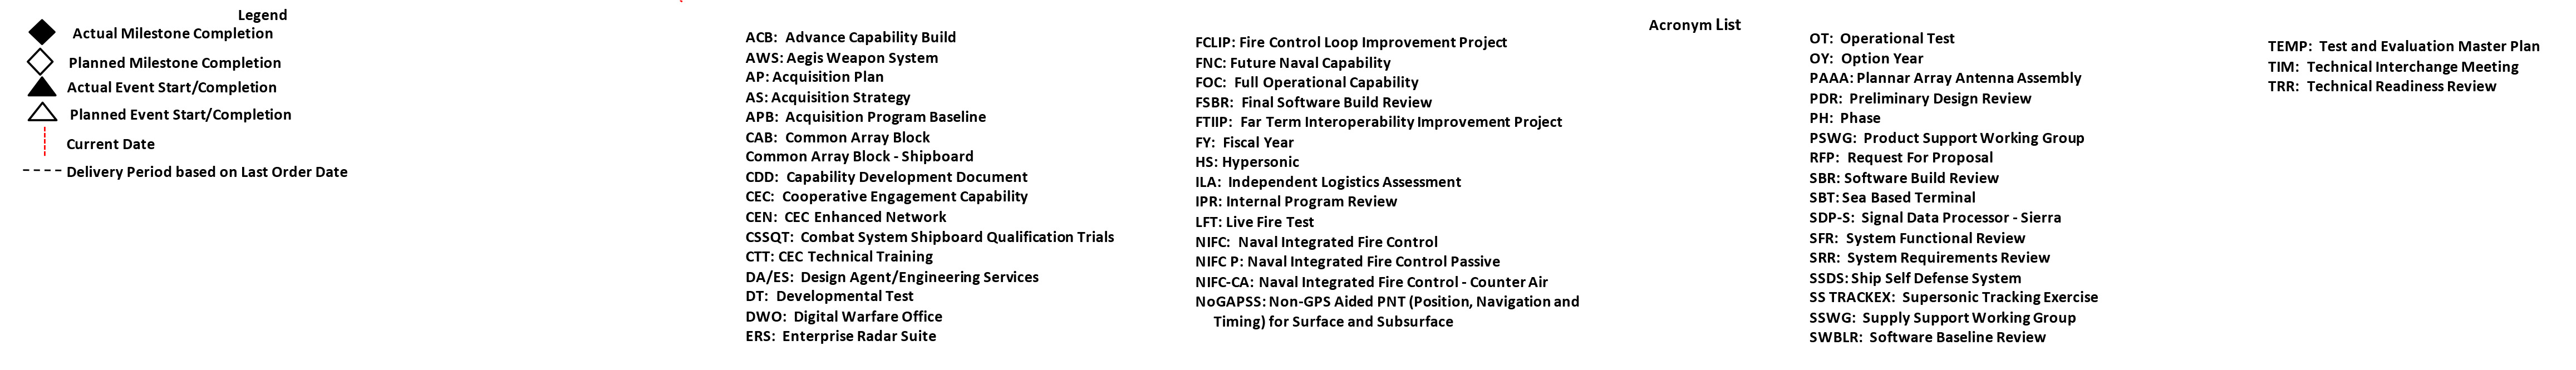 Legend
Actual Milestone Completion
Planned Milestone Completion
Actual Event Start/Completion
Planned Event Start/Completion
Current Date
Delivery Period based on Last Order Date
Acronym List
ACB: Advance Capability Build
AWS: Aegis Weapon System
AP: Acquisition Plan
AS: Acquisition Strategy
APB: Acquisition Program Baseline
CAB: Common Array Block
Common Array Block - Shipboard
CDD: Capability Development Document
CEC: Cooperative Engagement Capability
CEN: CEC Enhanced Network
CSSQT: Combat System Shipboard Qualification Trials
CTT: CEC Technical Training
DA/ES: Design Agent/Engineering Services
DT: Developmental Test
DWO: Digital Warfare Office
ERS: Enterprise Radar Suite
FCLIP: Fire Control Loop Improvement Project
FNC: Future Naval Capability
FOC: Full Operational Capability
FSBR: Final Software Build Review
FTIIP: Far Term Interoperability Improvement Project
FY: Fiscal Year
HS: Hypersonic
ILA: Independent Logistics Assessment
IPR: Internal Program Review
LFT: Live Fire Test
NIFC: Naval Integrated Fire Control
NIFC P: Naval Integrated Fire Control Passive
NIFC-CA: Naval Integrated Fire Control - Counter Air
NoGAPSS: Non-GPS Aided PNT (Position, Navigation and
Timing) for Surface and Subsurface
OT: Operational Test
OY: Option Year
PAAA: Plannar Array Antenna Assembly
PDR: Preliminary Design Review
PH: Phase
PSWG: Product Support Working Group
RFP: Request For Proposal
SBR: Software Build Review
SBT: Sea Based Terminal
SDP-S: Signal Data Processor - Sierra
SFR: System Functional Review
SRR: System Requirements Review
SSDS: Ship Self Defense System
SS TRACKEX: Supersonic Tracking Exercise
SSWG: Supply Support Working Group
SWBLR: Software Baseline Review
TEMP: Test and Evaluation Master Plan
TIM: Technical Interchange Meeting
TRR: Technical Readiness Review